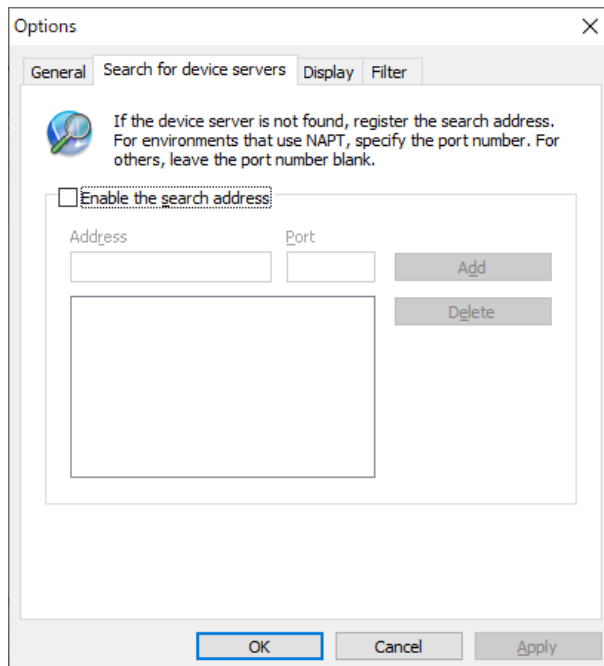 Options
General Search for device servers Display Filter
If the device server is not found, register the search address.
For environments that use NAPT, specify the port number. For
others, leave the port number blank.
Enable the search address
Address Port
Add
Delete
OK Cancel Apply